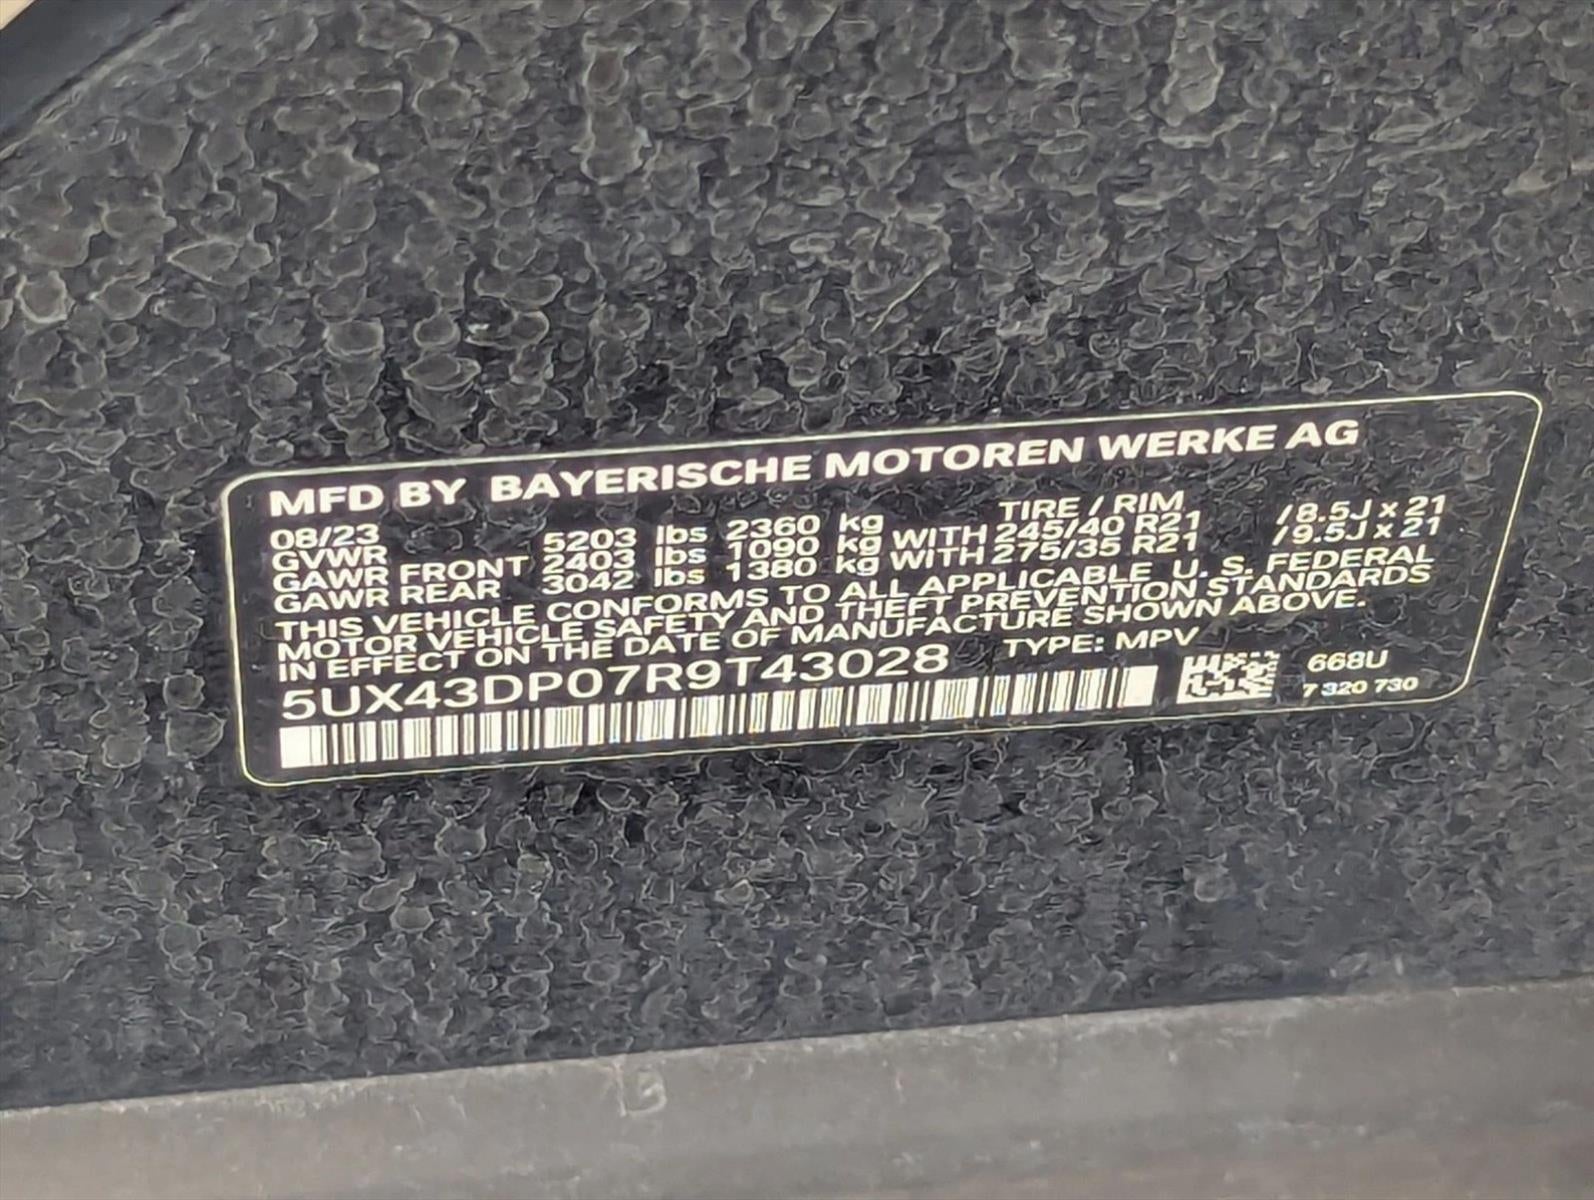 MFD BY BAYERISCHE MOTOREN WERKE AG
08/23 TIRE / RIM
GVWR 5203 lbs 2360 kg
GAWR FRONT 2403 lbs 1090 kg WITH 245/40 R21 /8.5J x 21
GAWR REAR 3042 lbs 1380 kg WITH 275/35 R21 /9.5J x 21
THIS VEHICLE CONFORMS TO ALL APPLICABLE U. S. FEDERAL
MOTOR VEHICLE SAFETY AND THEFT PREVENTION STANDARDS
IN EFFECT ON THE DATE OF MANUFACTURE SHOWN ABOVE.
5UX43DP07R9T43028 TYPE: MPV
668U
7 320 730